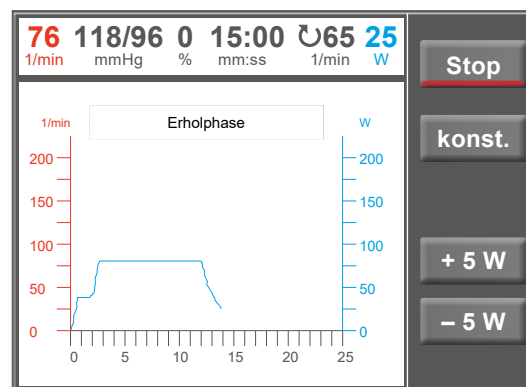 76 118/96 0 15:00 ↻65 25
1/min mmHg % mm:ss 1/min W
Stop
konst.
+ 5 W
– 5 W
1/min Erholphase W
200 200
150 150
100 100
50 50
0 0
0 5 10 15 20 25